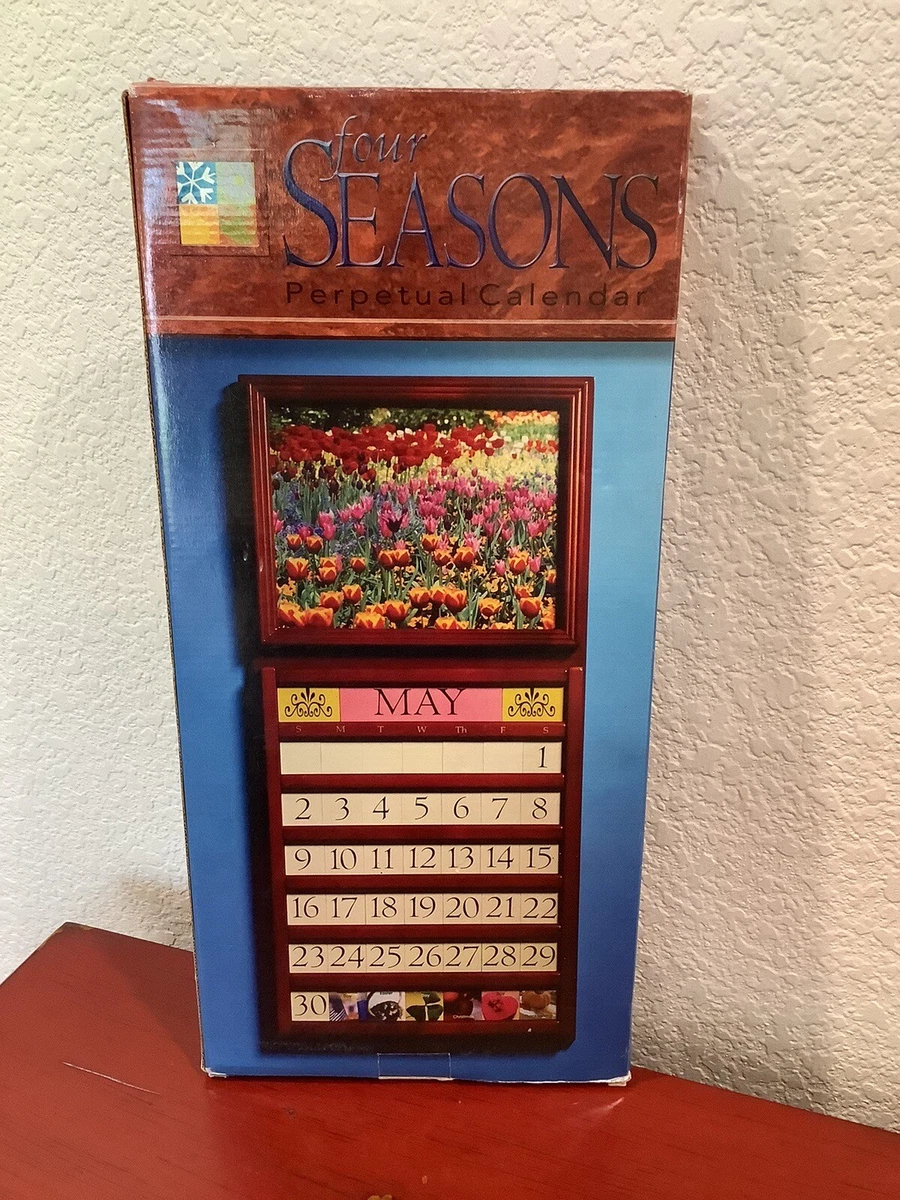 four
SEASONS
Perpetual Calendar
MAY
S M T W Th F S
1
2 3 4 5 6 7 8
9 10 11 12 13 14 15
16 17 18 19 20 21 22
23 24 25 26 27 28 29
30